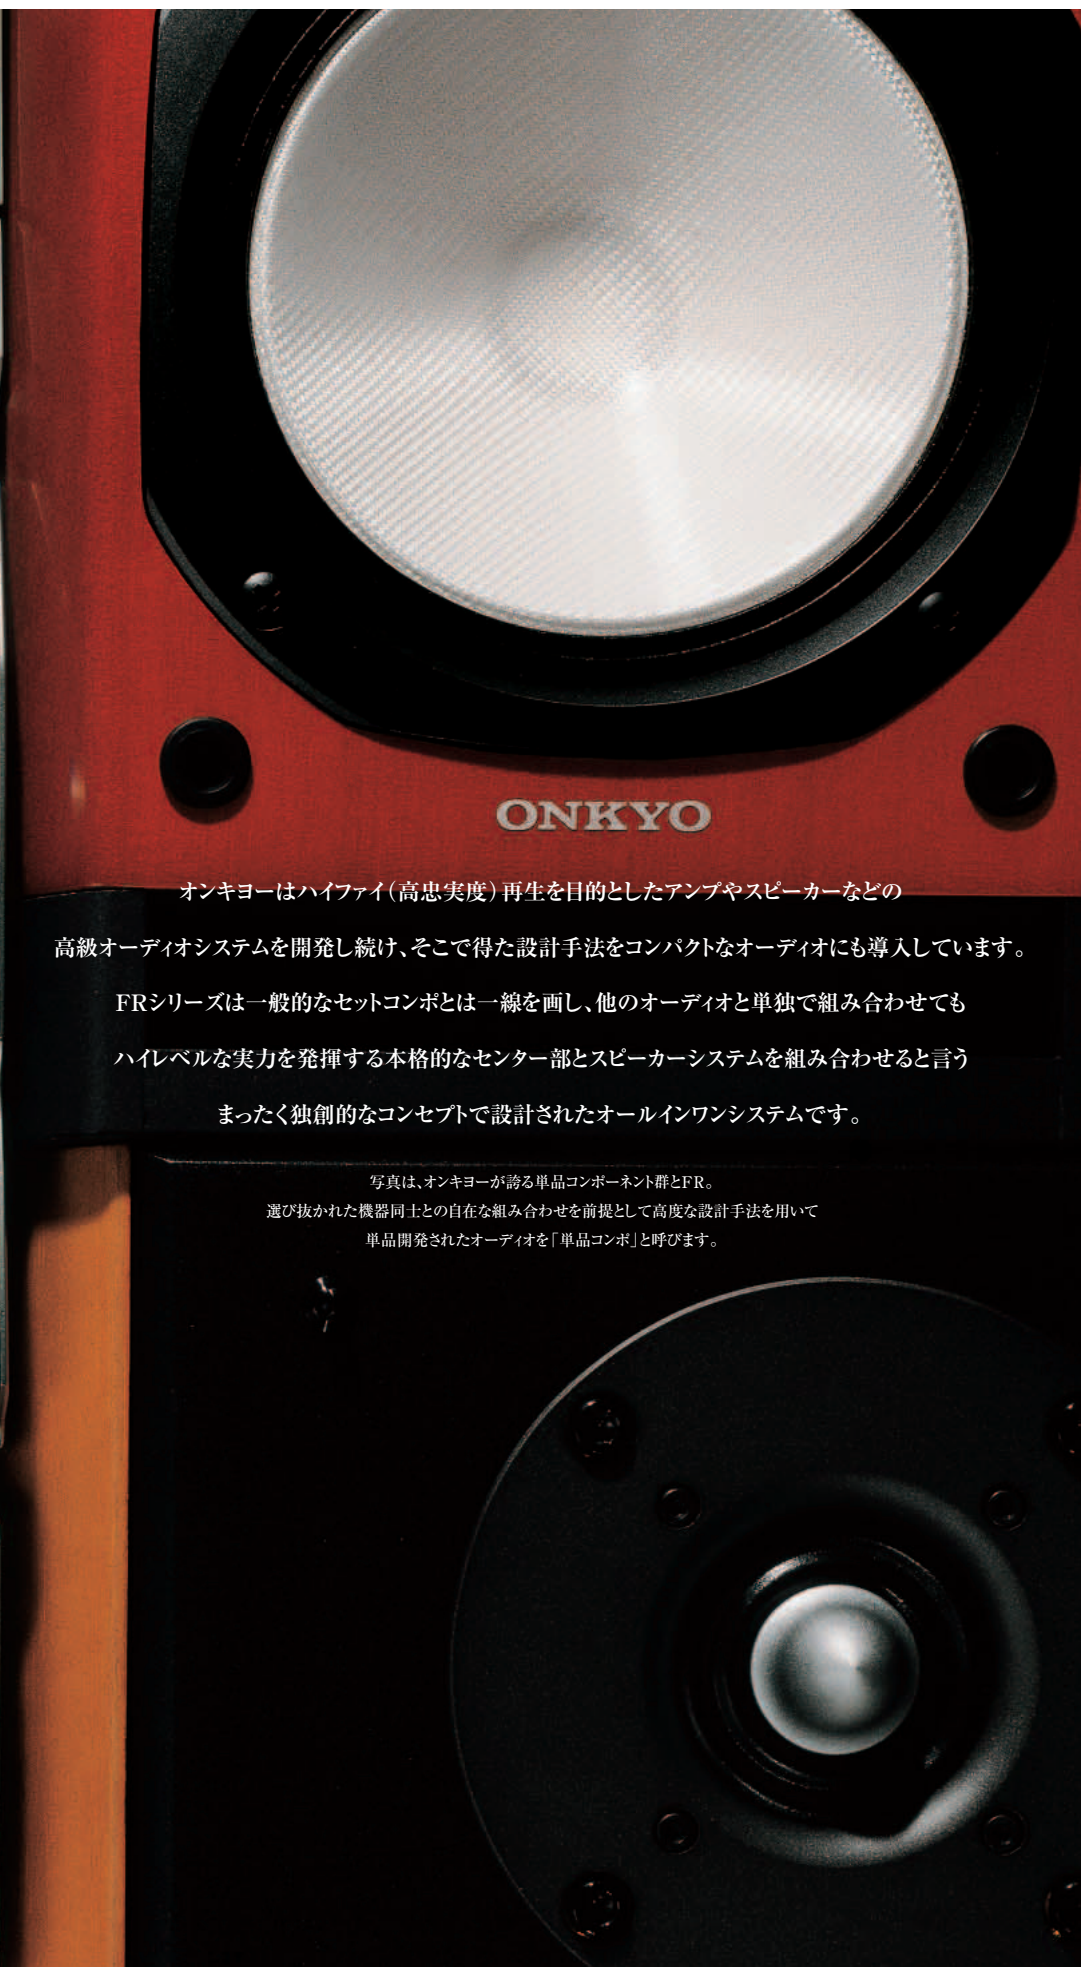 ONKYO
オンキヨーはハイファイ（高忠実度）再生を目的としたアンプやスピーカーなどの
高級オーディオシステムを開発し続け、そこで得た設計手法をコンパクトなオーディオにも導入しています。
FRシリーズは一般的なセットコンポとは一線を画し、他のオーディオと単独で組み合わせても
ハイレベルな実力を発揮する本格的なセンター部とスピーカーシステムを組み合わせると言う
まったく独創的なコンセプトで設計されたオールインワンシステムです。
写真は、オンキヨーが誇る単品コンポーネント群とFR。
選び抜かれた機器同士との自在な組み合わせを前提として高度な設計手法を用いて
単品開発されたオーディオを「単品コンポ」と呼びます。